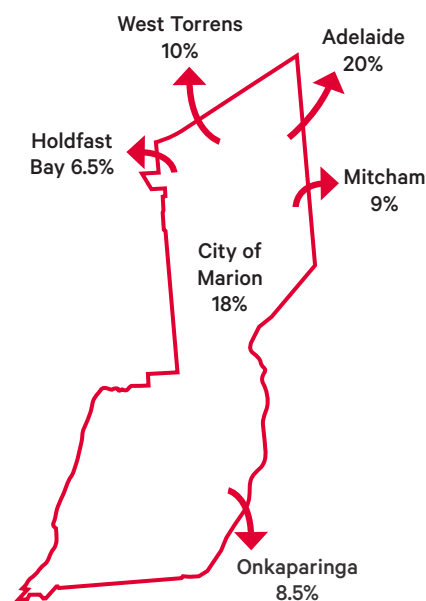 West Torrens
10%
Adelaide
20%
Holdfast
Bay 6.5%
Mitcham
9%
City of
Marion
18%
Onkaparinga
8.5%